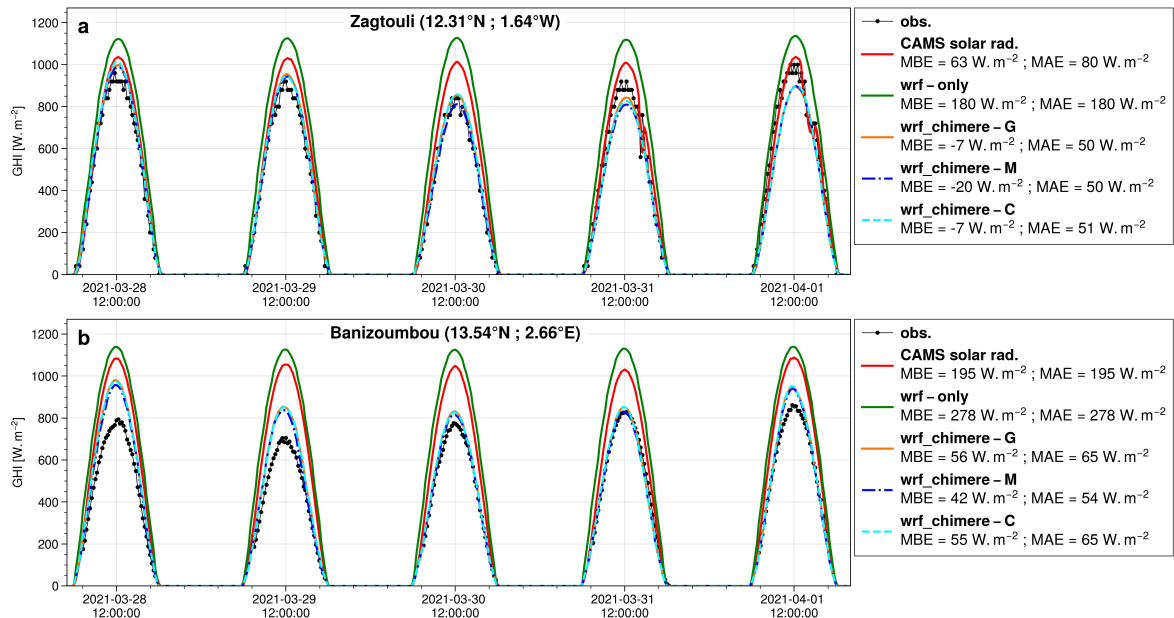 a
Zagtouli (12.31°N ; 1.64°W)
GHI [W. m⁻²]
1200
1000
800
600
400
200
0
2021-03-28
12:00:00
2021-03-29
12:00:00
2021-03-30
12:00:00
2021-03-31
12:00:00
2021-04-01
12:00:00
obs.
CAMS solar rad.
MBE = 63 W. m⁻² ; MAE = 80 W. m⁻²
wrf − only
MBE = 180 W. m⁻² ; MAE = 180 W. m⁻²
wrf_chimere − G
MBE = -7 W. m⁻² ; MAE = 50 W. m⁻²
wrf_chimere − M
MBE = -20 W. m⁻² ; MAE = 50 W. m⁻²
wrf_chimere − C
MBE = -7 W. m⁻² ; MAE = 51 W. m⁻²
b
Banizoumbou (13.54°N ; 2.66°E)
GHI [W. m⁻²]
1200
1000
800
600
400
200
0
2021-03-28
12:00:00
2021-03-29
12:00:00
2021-03-30
12:00:00
2021-03-31
12:00:00
2021-04-01
12:00:00
obs.
CAMS solar rad.
MBE = 195 W. m⁻² ; MAE = 195 W. m⁻²
wrf − only
MBE = 278 W. m⁻² ; MAE = 278 W. m⁻²
wrf_chimere − G
MBE = 56 W. m⁻² ; MAE = 65 W. m⁻²
wrf_chimere − M
MBE = 42 W. m⁻² ; MAE = 54 W. m⁻²
wrf_chimere − C
MBE = 55 W. m⁻² ; MAE = 65 W. m⁻²